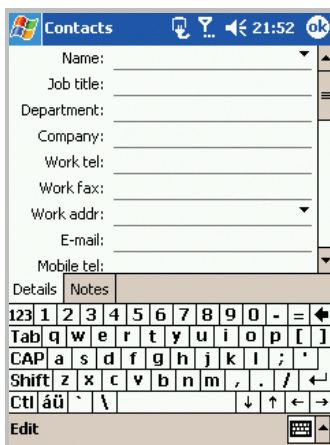 Contacts 21:52 ok
Name:
Job title:
Department:
Company:
Work tel:
Work fax:
Work addr:
E-mail:
Mobile tel:
Details Notes
123 1 2 3 4 5 6 7 8 9 0 - =
Tab q w e r t y u i o p [ ]
CAP a s d f g h j k l ; '
Shift z x c v b n m , . /
Ctl áü ` \
Edit